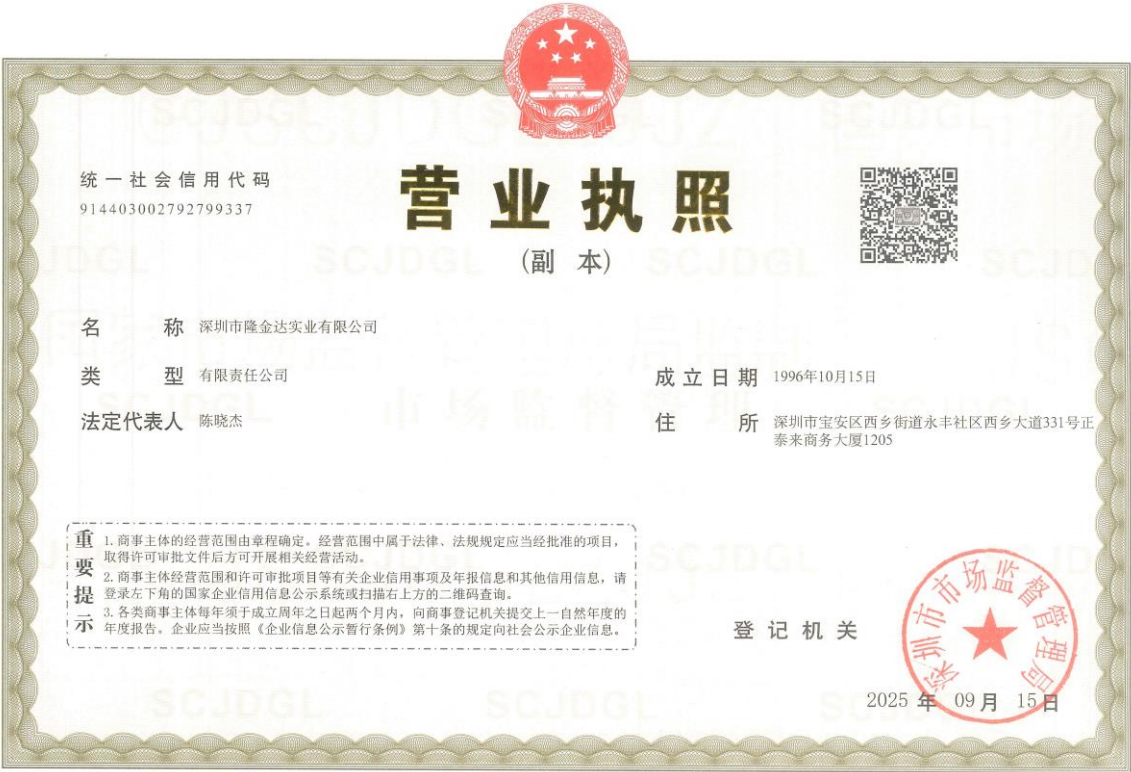 统一社会信用代码
914403002792799337
营业执照
(副 本)
名 称 深圳市隆金达实业有限公司
类 型 有限责任公司
成立日期 1996年10月15日
法定代表人 陈晓杰
住 所 深圳市宝安区西乡街道永丰社区西乡大道331号正
泰来商务大厦1205
重要提示
1. 商事主体的经营范围由章程确定。经营范围中属于法律、法规规定应当经批准的项目，
取得许可审批文件后方可开展相关经营活动。
2. 商事主体经营范围和许可审批项目等有关企业信用事项及年报信息和其他信用信息，请
登录左下角的国家企业信用信息公示系统或扫描右上方的二维码查询。
3. 各类商事主体每年须于成立周年之日起两个月内，向商事登记机关提交上一自然年度的
年度报告。企业应当按照《企业信息公示暂行条例》第十条的规定向社会公示企业信息。
登记机关
深圳市市场监督管理局
2025 年 09 月 15 日
SCJDGL
市场监督管理